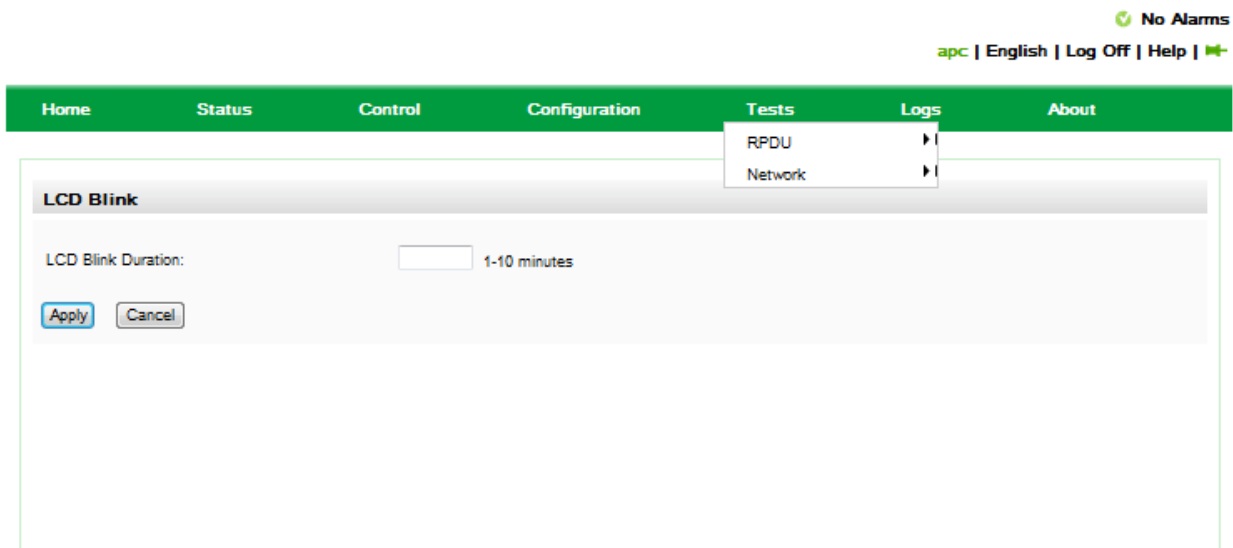 No Alarms
apc | English | Log Off | Help |
Home Status Control Configuration Tests Logs About
RPDU
Network
LCD Blink
LCD Blink Duration: 1-10 minutes
Apply Cancel